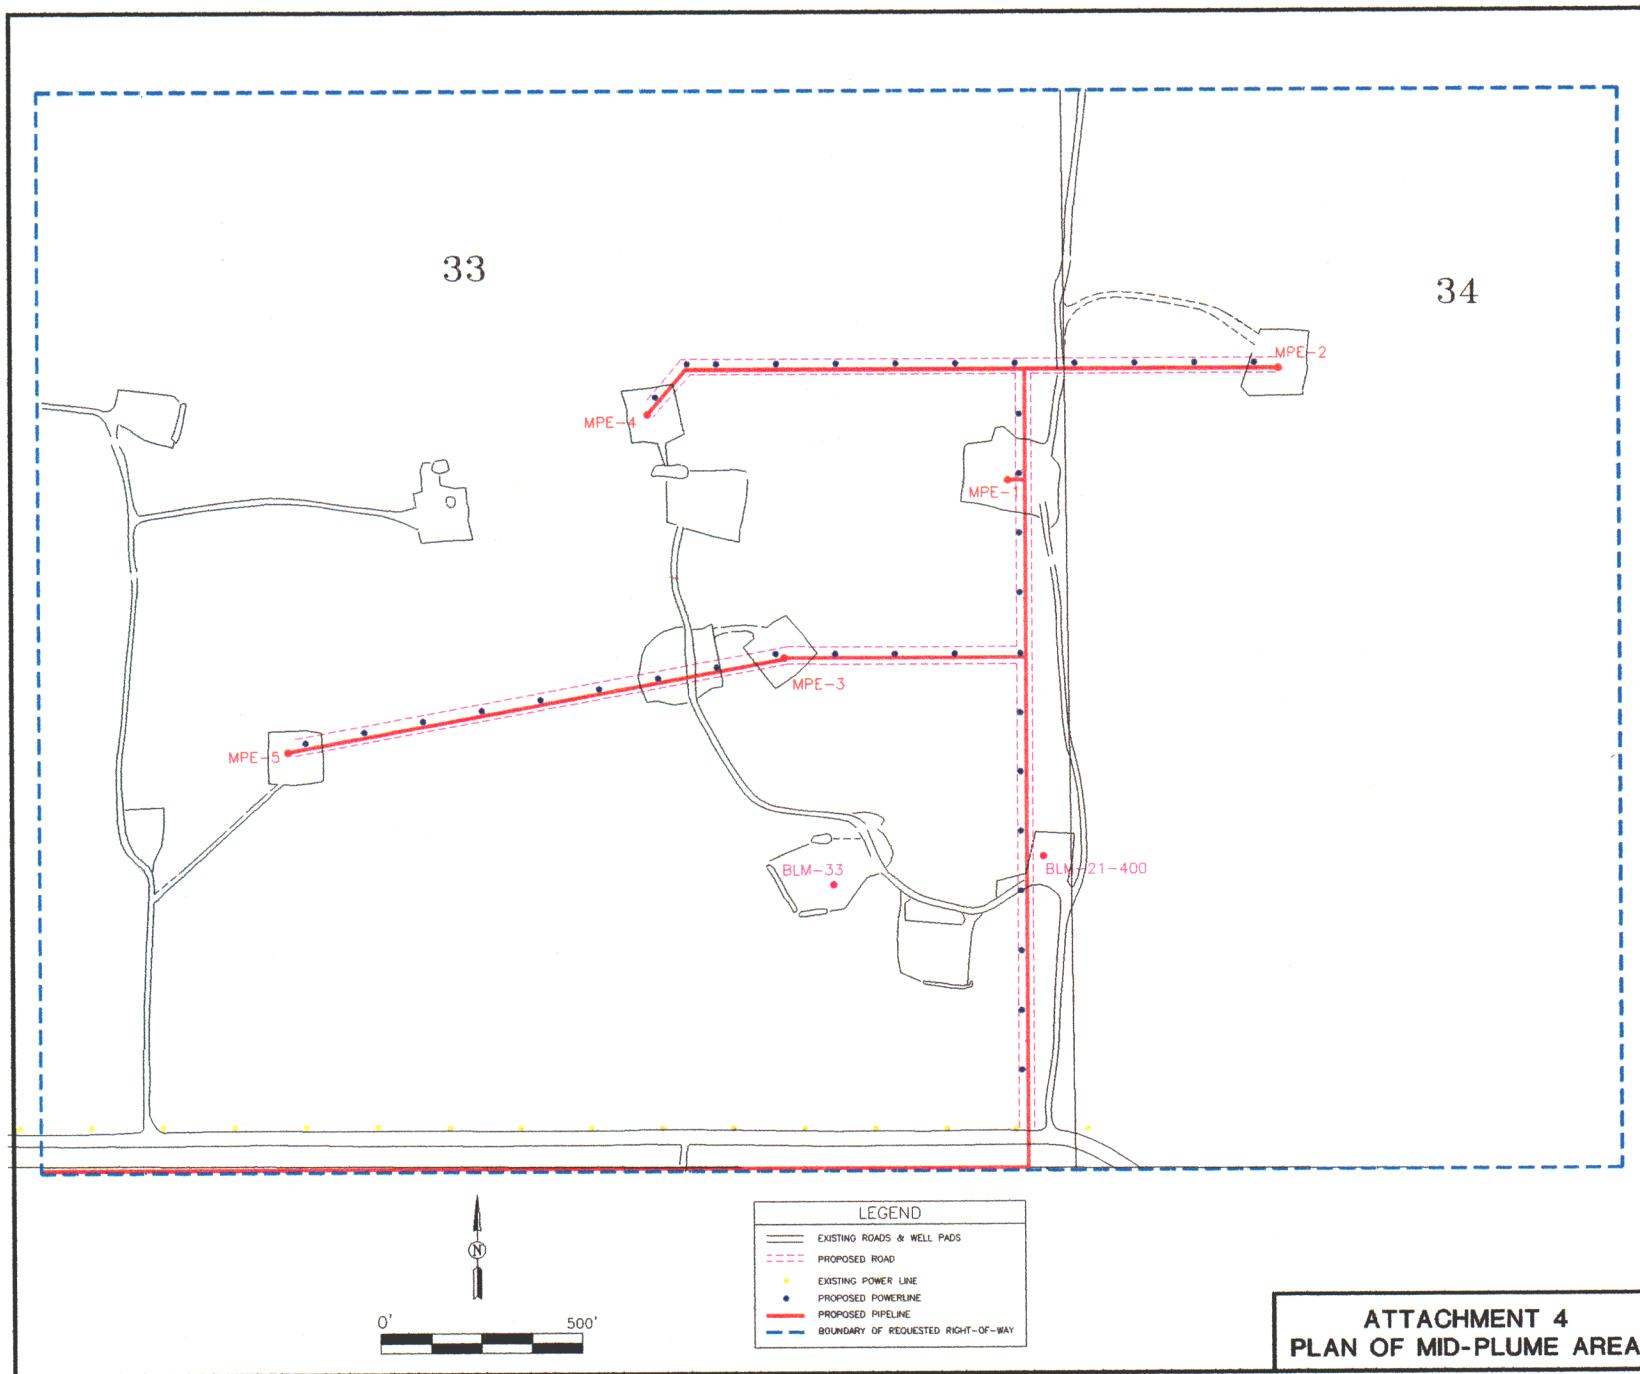 33
34
MPE-2
MPE-4
MPE-1
MPE-3
MPE-5
BLM-33
BLM-21-400
N
0'
500'
LEGEND
EXISTING ROADS & WELL PADS
PROPOSED ROAD
EXISTING POWER LINE
PROPOSED POWERLINE
PROPOSED PIPELINE
BOUNDARY OF REQUESTED RIGHT-OF-WAY
ATTACHMENT 4
PLAN OF MID-PLUME AREA